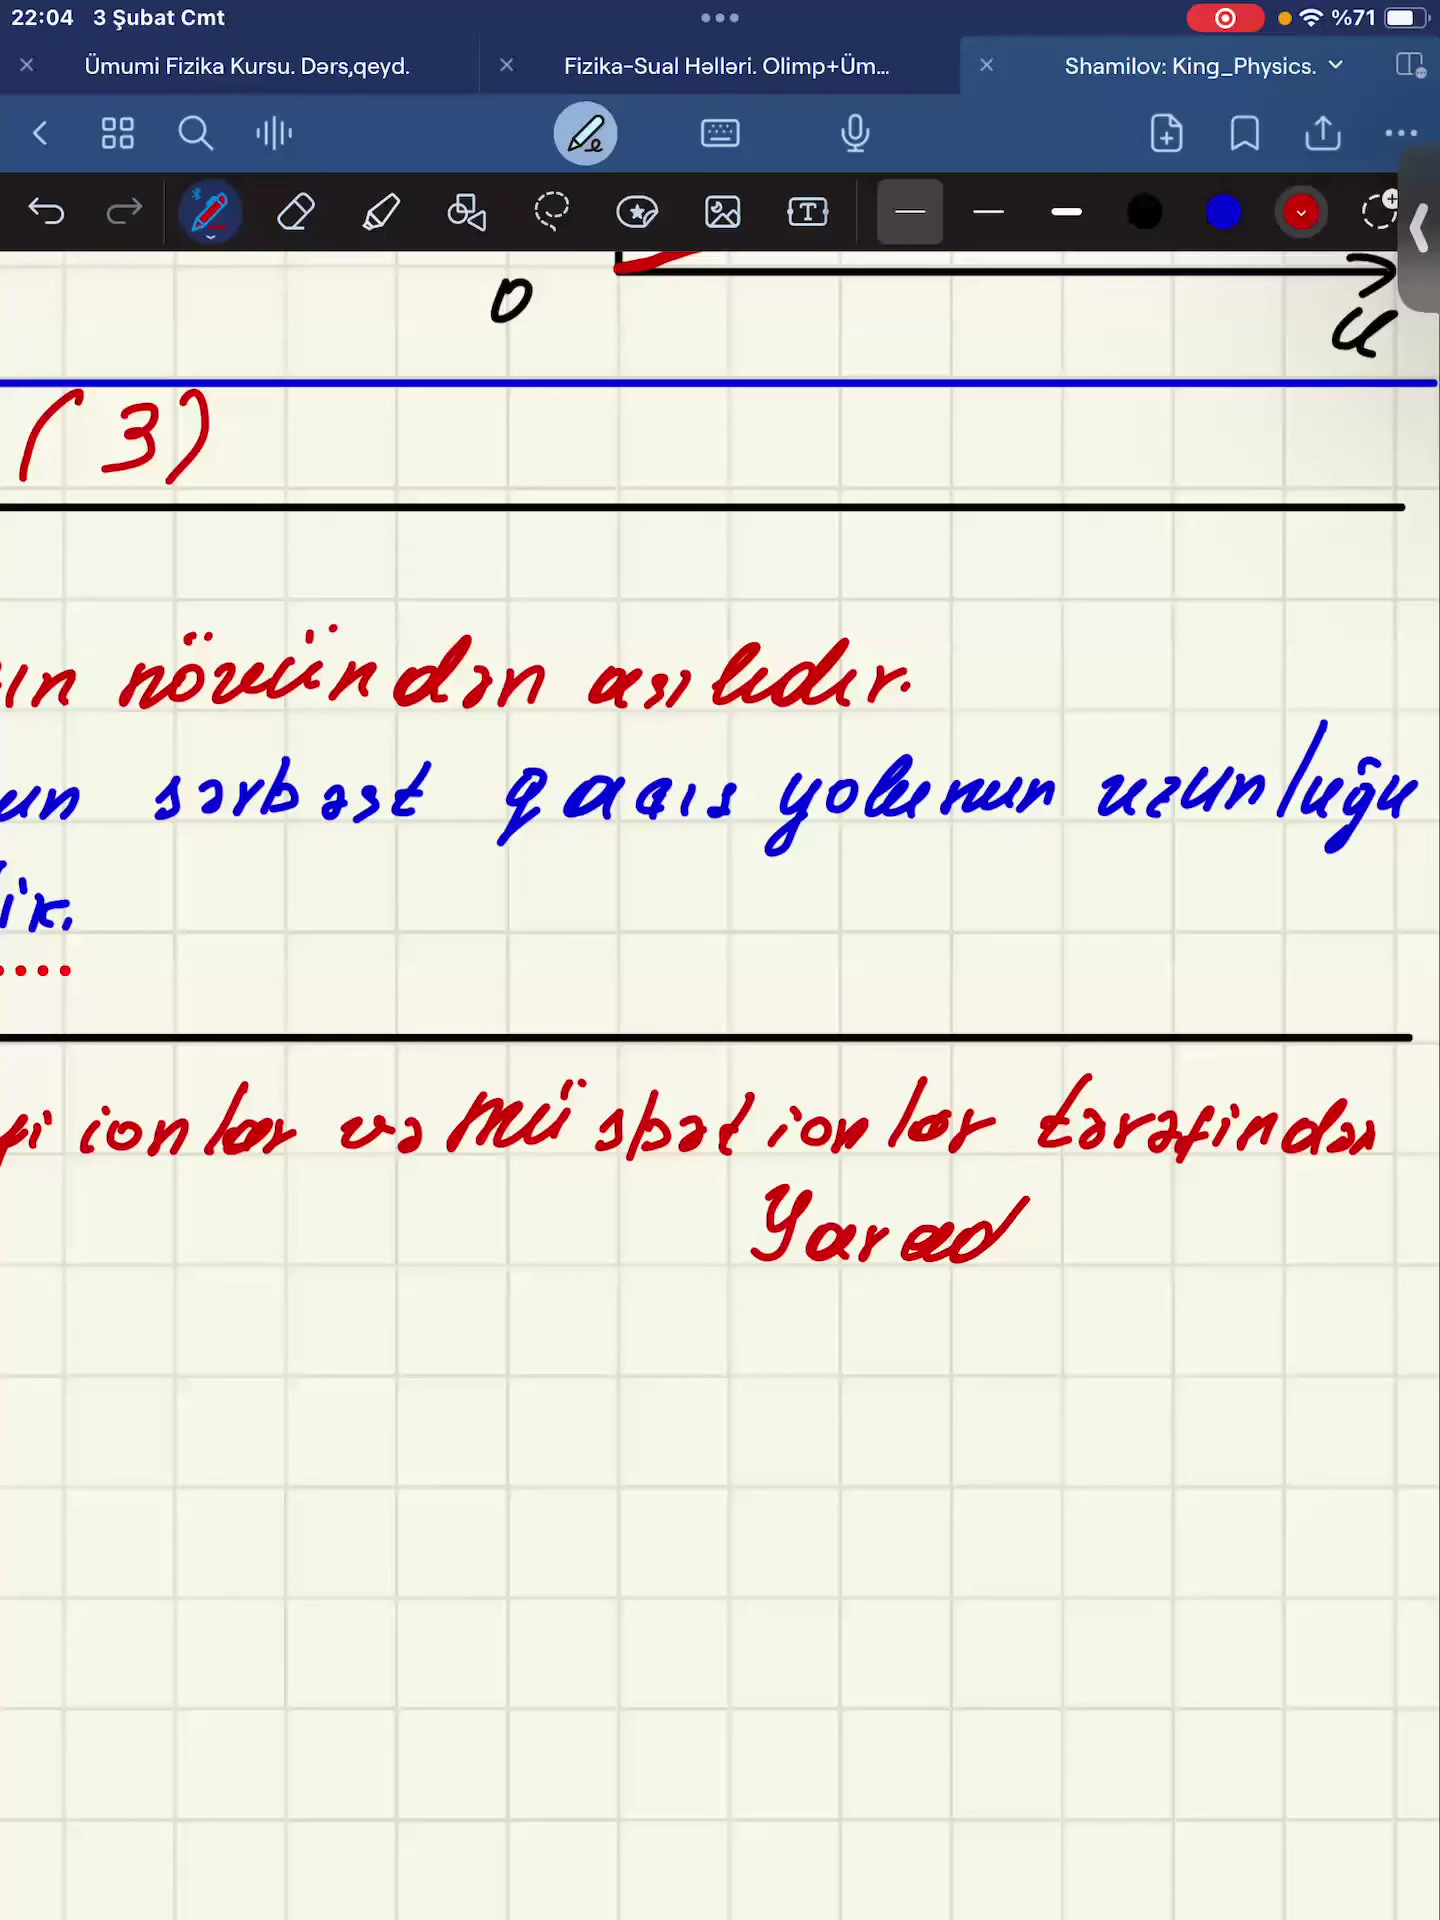 22:04 3 Şubat Cmt %71
Ümumi Fizika Kursu. Dərs,qeyd. Fizika-Sual Həlləri. Olimp+Üm... Shamilov: King_Physics.
0
u
(3)
ın növündən asılıdır.
un sərbəst qaçış yolunun uzunluğu
ik.
....
yi ionlar və müsbət ionlar tərəfindən
Yarad